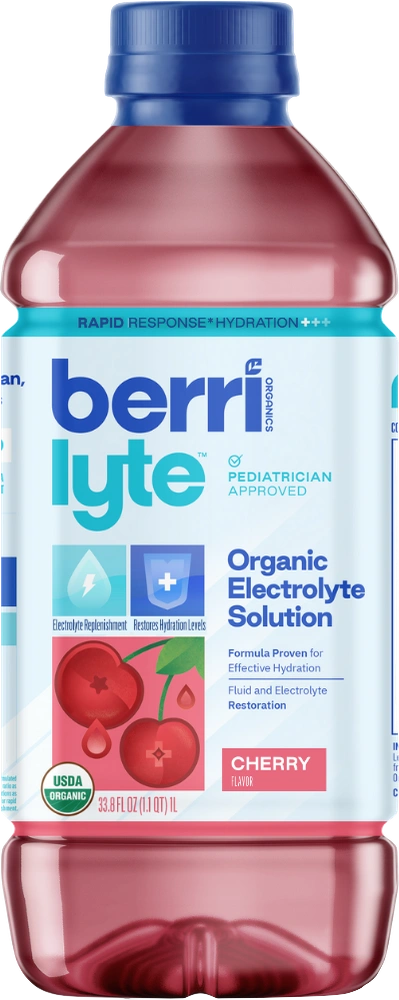 RAPID RESPONSE* HYDRATION +++
berri
ORGANICS
lyte™
PEDIATRICIAN
APPROVED
Electrolyte Replenishment
Restores Hydration Levels
Organic
Electrolyte
Solution
Formula Proven for
Effective Hydration
Fluid and Electrolyte
Restoration
CHERRY
FLAVOR
USDA
ORGANIC
33.8 FL OZ (1.1 QT) 1L